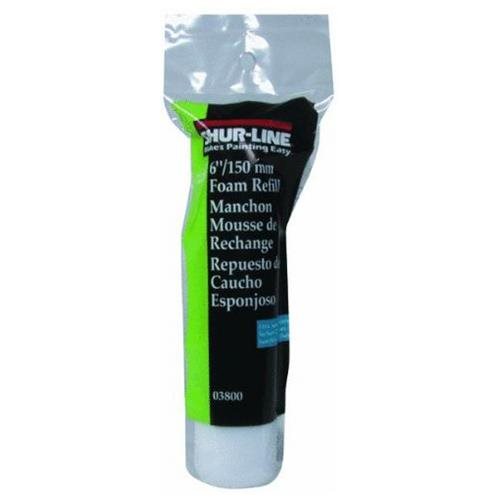 SHUR-LINE
Makes Painting Easy
6"/150 mm
Foam Refill
Manchon
Mousse de
Rechange
Repuesto de
Caucho
Esponjoso
03800